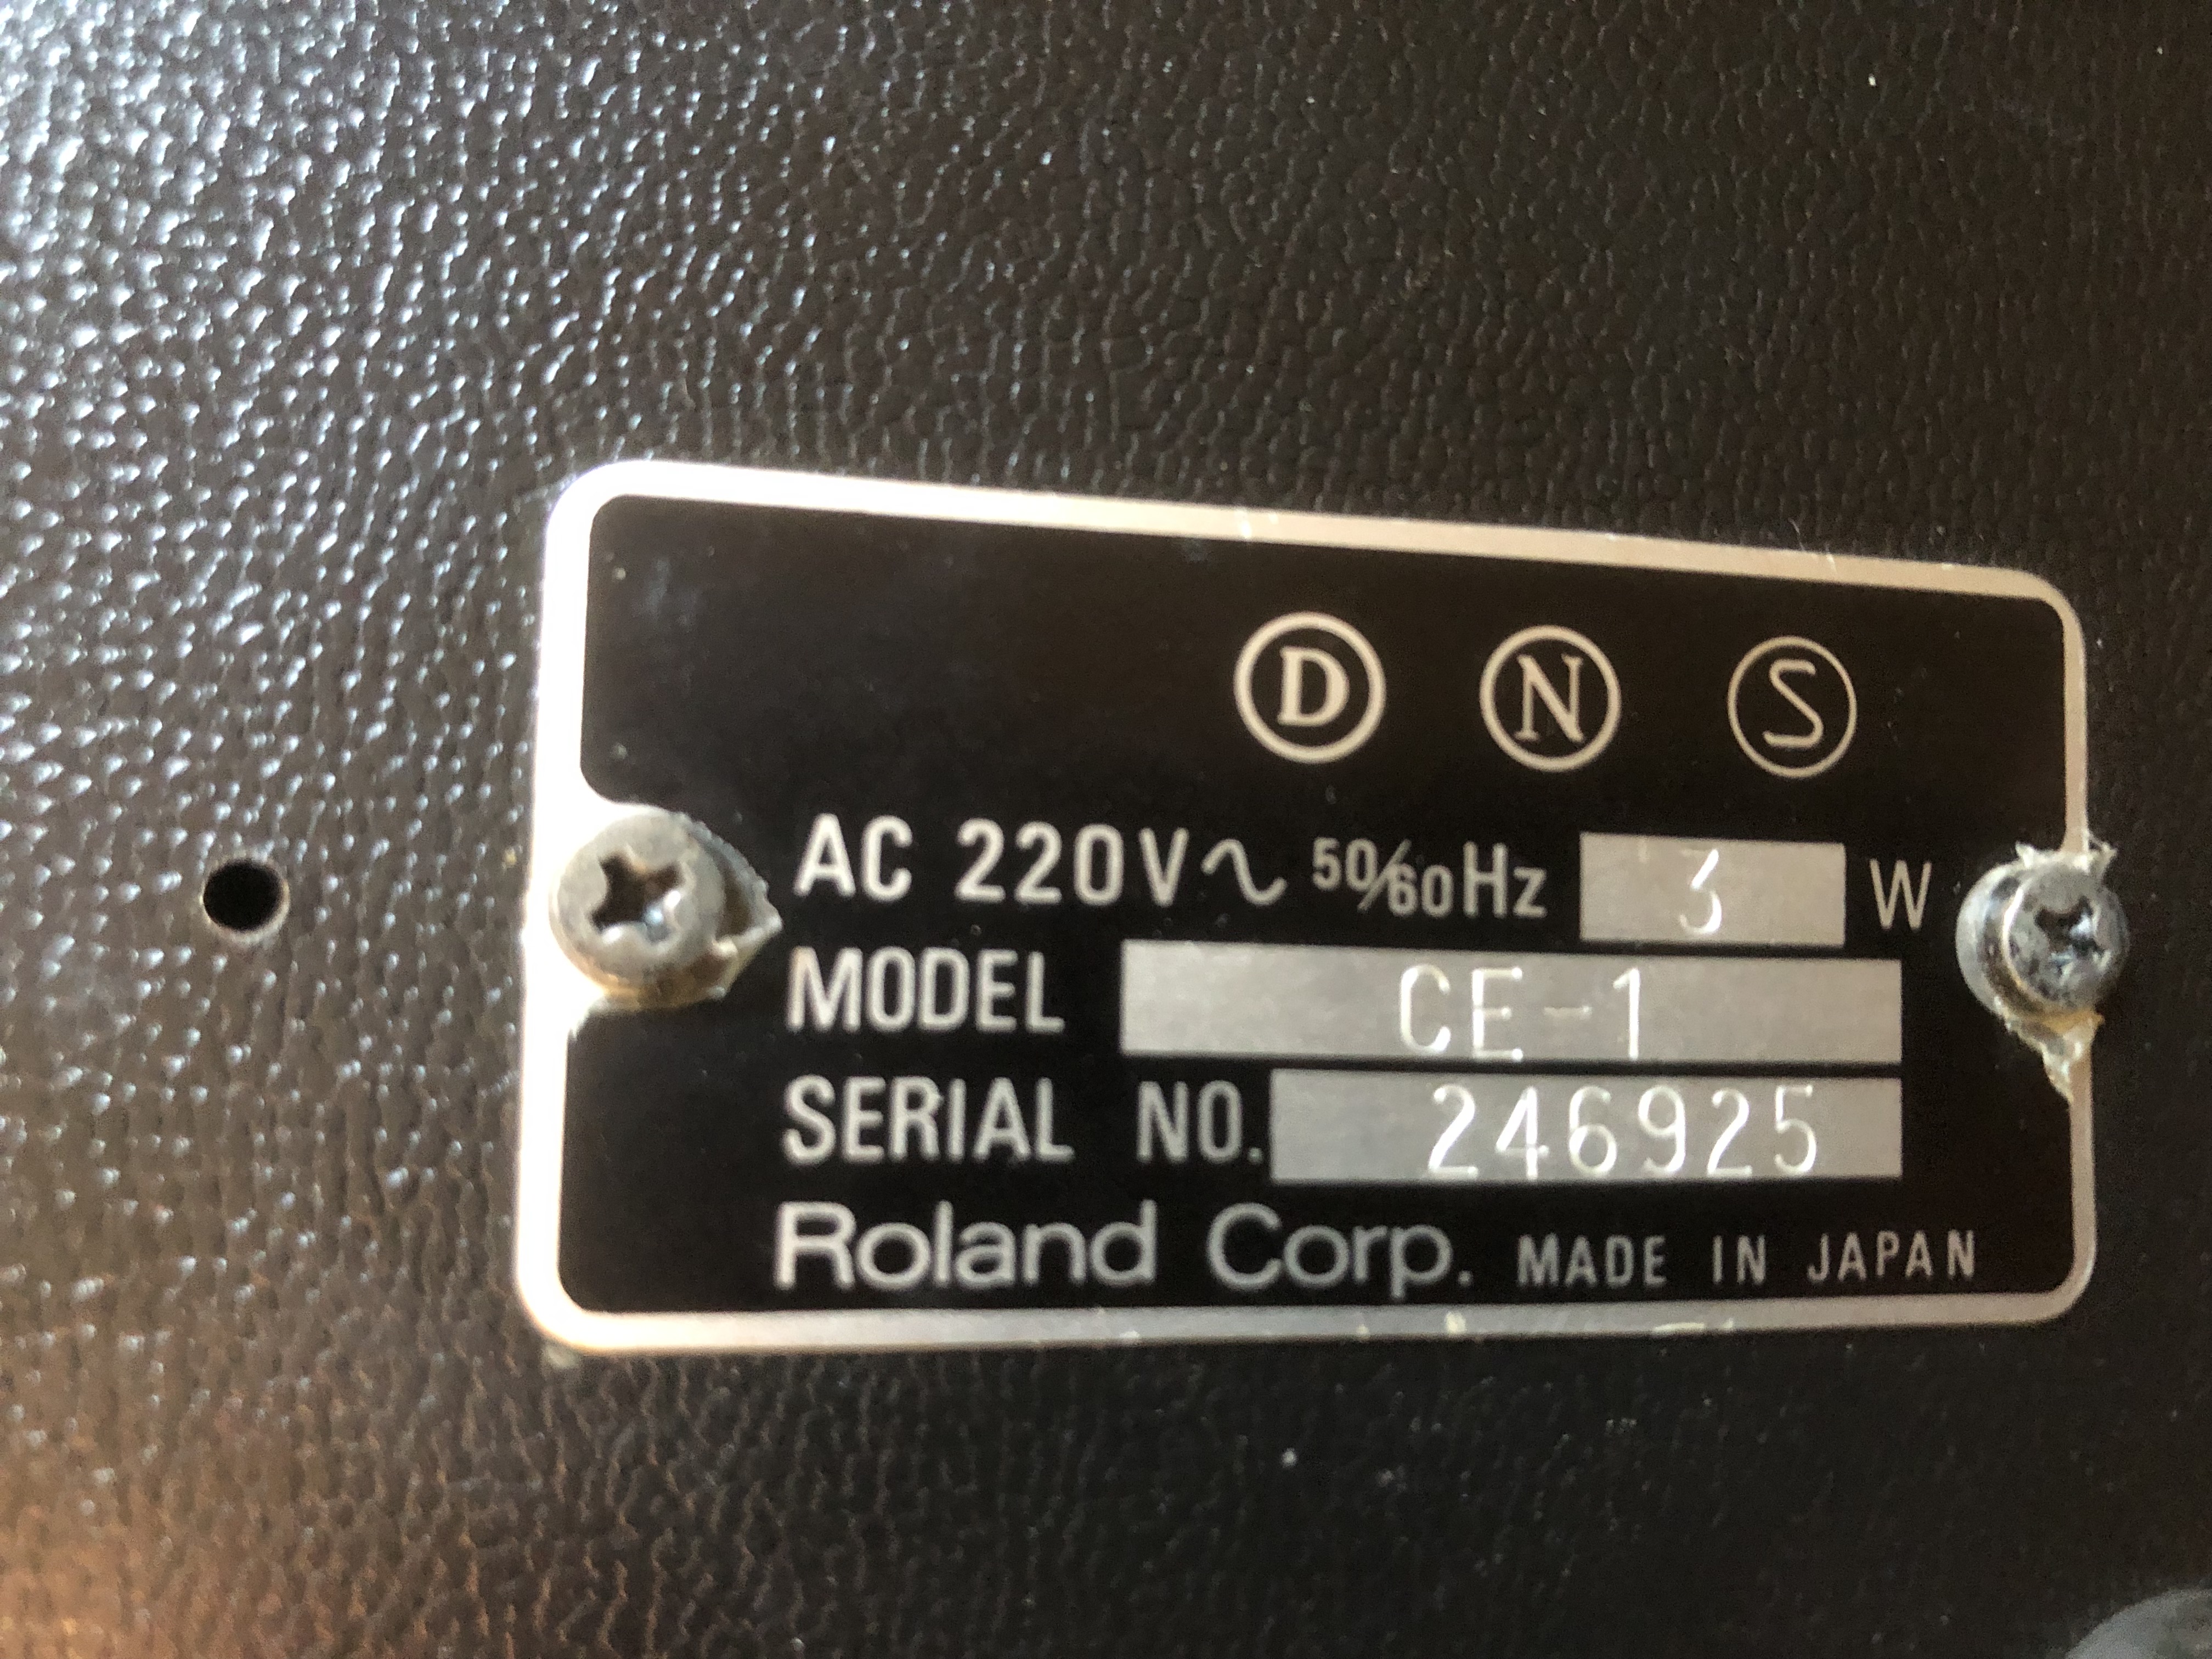 D N S
AC 220V∿ 50/60Hz 3 W
MODEL CE-1
SERIAL NO. 246925
Roland Corp. MADE IN JAPAN